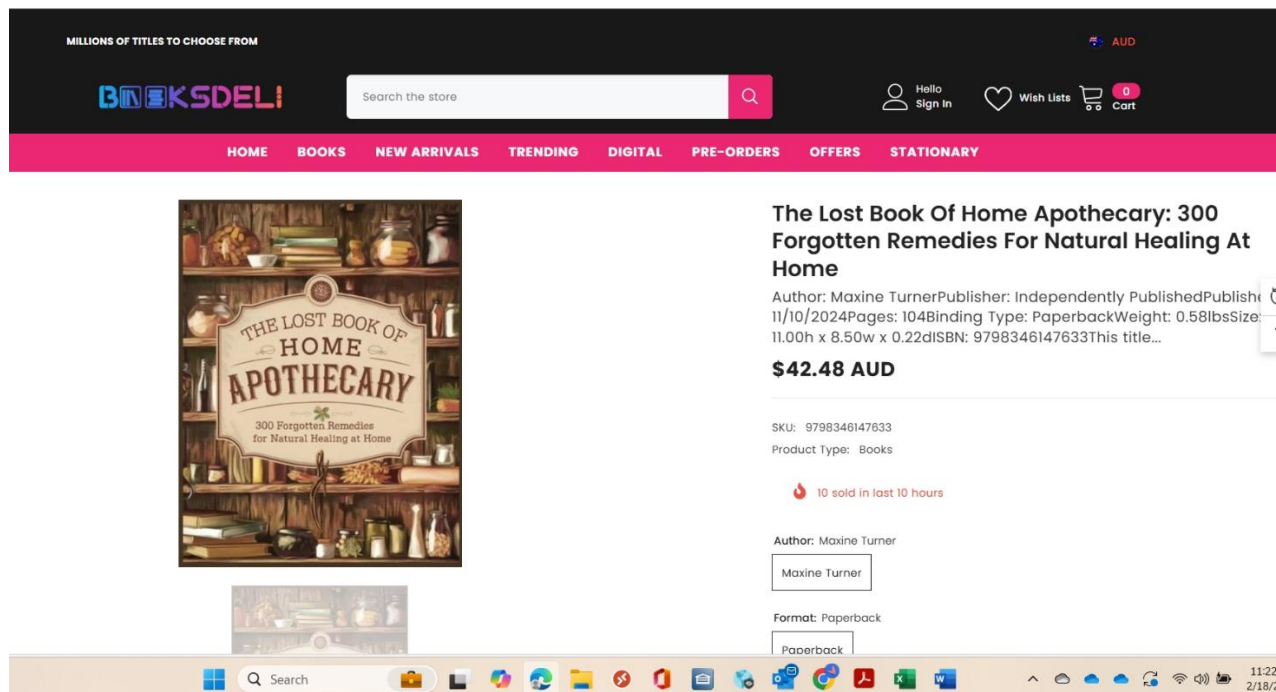 MILLIONS OF TITLES TO CHOOSE FROM
AUD
BOOKSDELI
Search the store
Hello
Sign In
Wish Lists
0
Cart
HOME BOOKS NEW ARRIVALS TRENDING DIGITAL PRE-ORDERS OFFERS STATIONARY
THE LOST BOOK OF
HOME
APOTHECARY
300 Forgotten Remedies
for Natural Healing at Home
The Lost Book Of Home Apothecary: 300
Forgotten Remedies For Natural Healing At
Home
Author: Maxine TurnerPublisher: Independently PublishedPublishe
11/10/2024Pages: 104Binding Type: PaperbackWeight: 0.58lbsSize:
11.00h x 8.50w x 0.22dISBN: 9798346147633This title...
$42.48 AUD
SKU: 9798346147633
Product Type: Books
10 sold in last 10 hours
Author: Maxine Turner
Maxine Turner
Format: Paperback
Paperback
Search
11:22
2/18/2